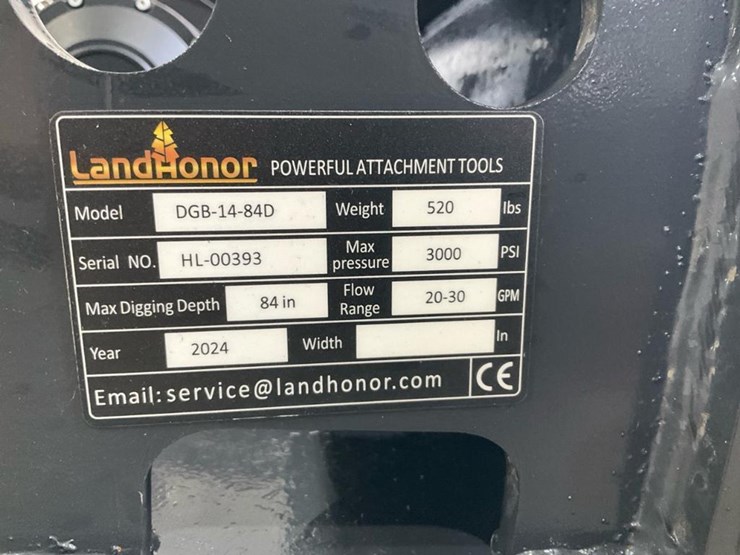 LandHonor POWERFUL ATTACHMENT TOOLS
Model DGB-14-84D Weight 520 lbs
Serial NO. HL-00393 Max pressure 3000 PSI
Max Digging Depth 84 in Flow Range 20-30 GPM
Year 2024 Width In
Email: service@landhonor.com CE